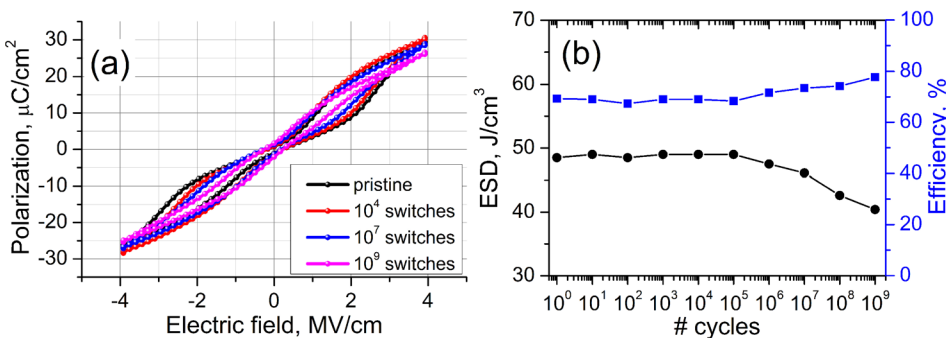 (a)
Polarization, μC/cm²
30
20
10
0
-10
-20
-30
-4
-2
0
2
4
Electric field, MV/cm
pristine
10⁴ switches
10⁷ switches
10⁹ switches
(b)
ESD, J/cm³
70
60
50
40
30
100
80
60
40
20
0
Efficiency, %
10⁰ 10¹ 10² 10³ 10⁴ 10⁵ 10⁶ 10⁷ 10⁸ 10⁹
# cycles